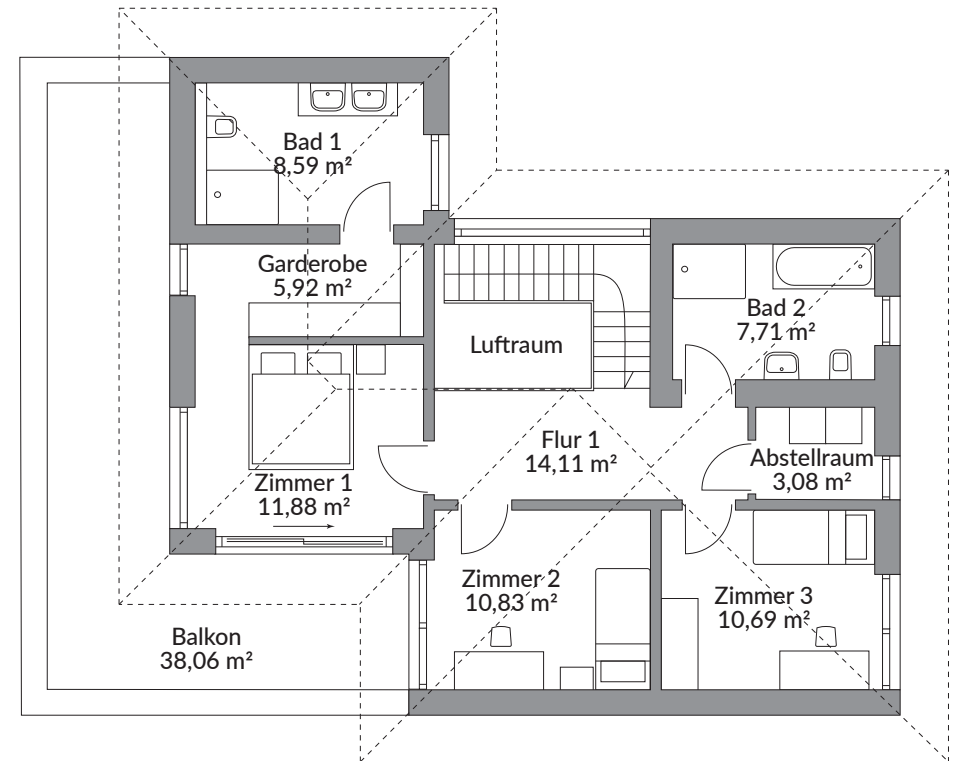 Bad 1
8,59 m²
Garderobe
5,92 m²
Luftraum
Bad 2
7,71 m²
Flur 1
14,11 m²
Abstellraum
3,08 m²
Zimmer 1
11,88 m²
Zimmer 2
10,83 m²
Zimmer 3
10,69 m²
Balkon
38,06 m²